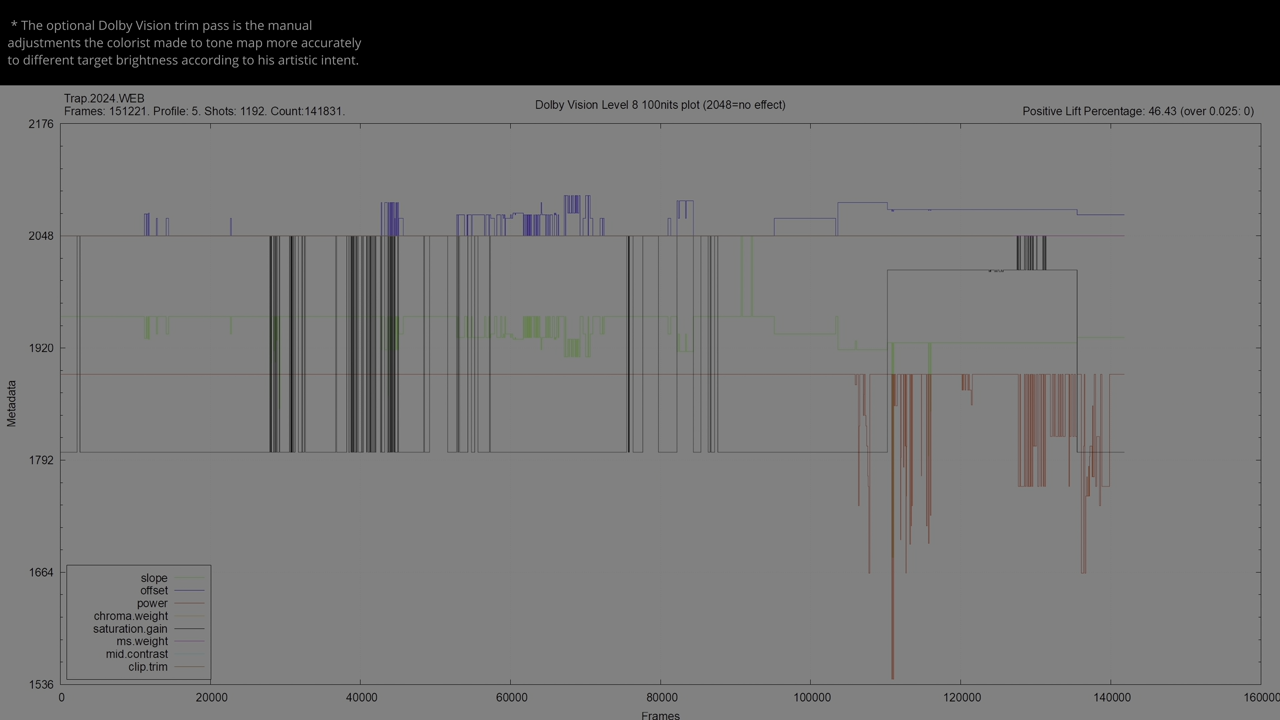 * The optional Dolby Vision trim pass is the manual
adjustments the colorist made to tone map more accurately
to different target brightness according to his artistic intent.
Trap.2024.WEB
Frames: 151221. Profile: 5. Shots: 1192. Count:141831.
Dolby Vision Level 8 100nits plot (2048=no effect)
Positive Lift Percentage: 46.43 (over 0.025: 0)
2176
2048
1920
1792
1664
1536
Metadata
slope
offset
power
chroma.weight
saturation.gain
ms.weight
mid.contrast
clip.trim
0 20000 40000 60000 80000 100000 120000 140000 160000
Frames